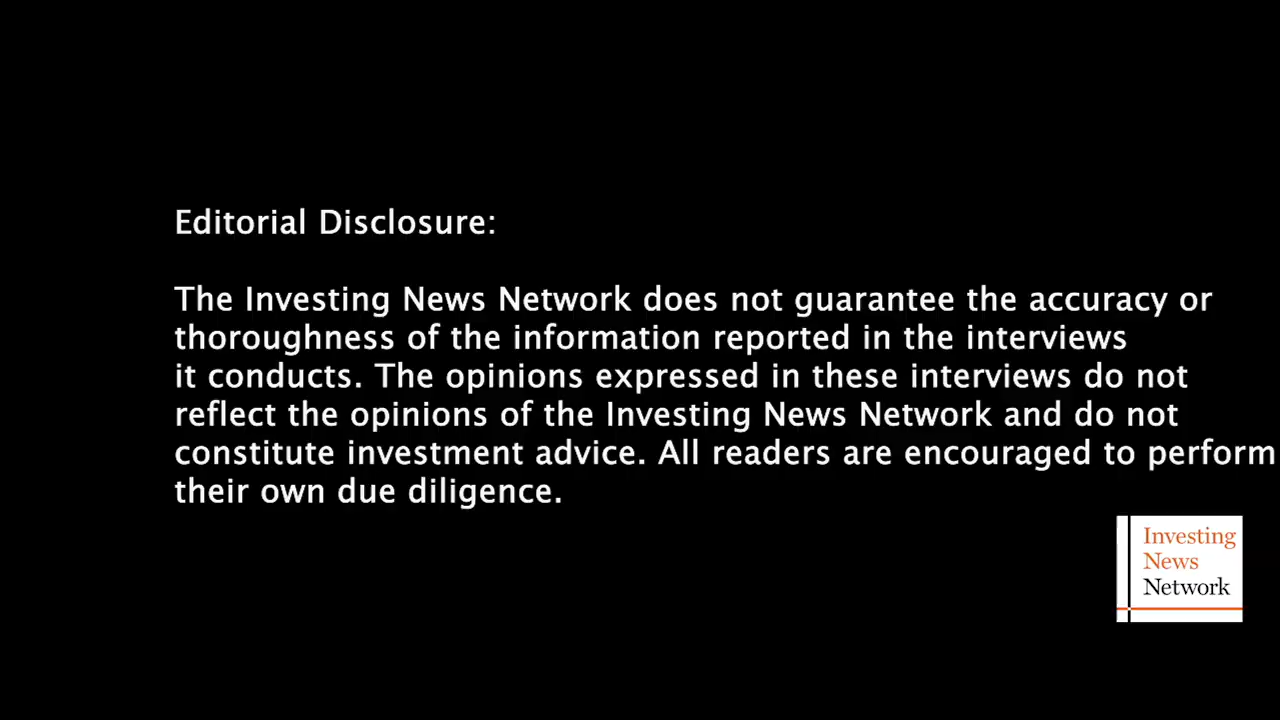 Editorial Disclosure:
The Investing News Network does not guarantee the accuracy or
thoroughness of the information reported in the interviews
it conducts. The opinions expressed in these interviews do not
reflect the opinions of the Investing News Network and do not
constitute investment advice. All readers are encouraged to perform
their own due diligence.
Investing
News
Network